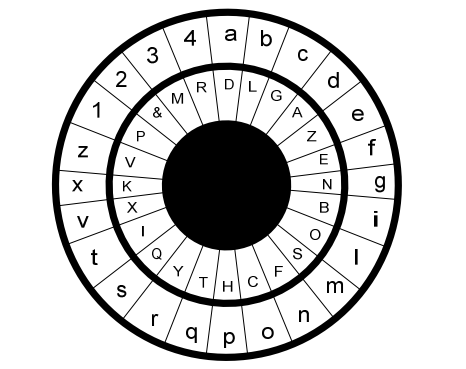 a b c d e f g i l m n o p q r s t v x z 1 2 3 4
D L G A Z E N B O S F C H T Y Q I X K V P & M R